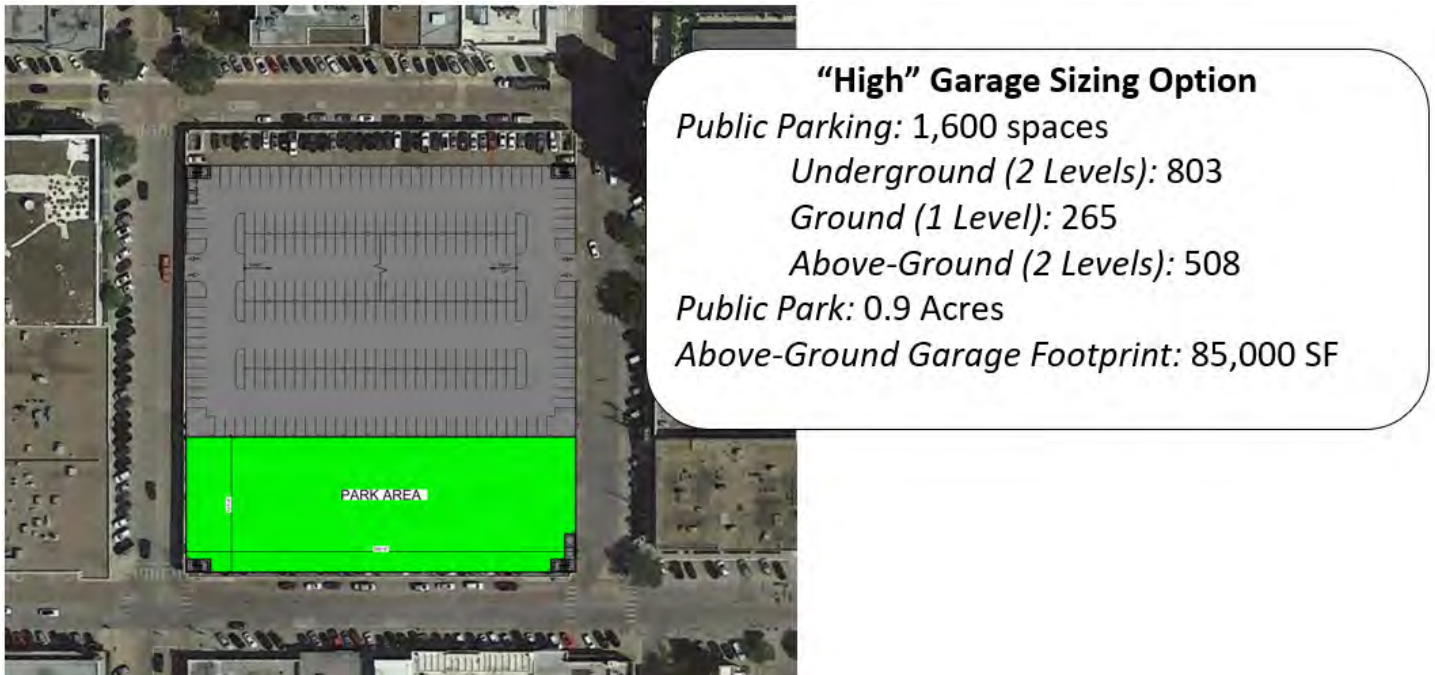 “High” Garage Sizing Option
Public Parking: 1,600 spaces
Underground (2 Levels): 803
Ground (1 Level): 265
Above-Ground (2 Levels): 508
Public Park: 0.9 Acres
Above-Ground Garage Footprint: 85,000 SF
PARK AREA